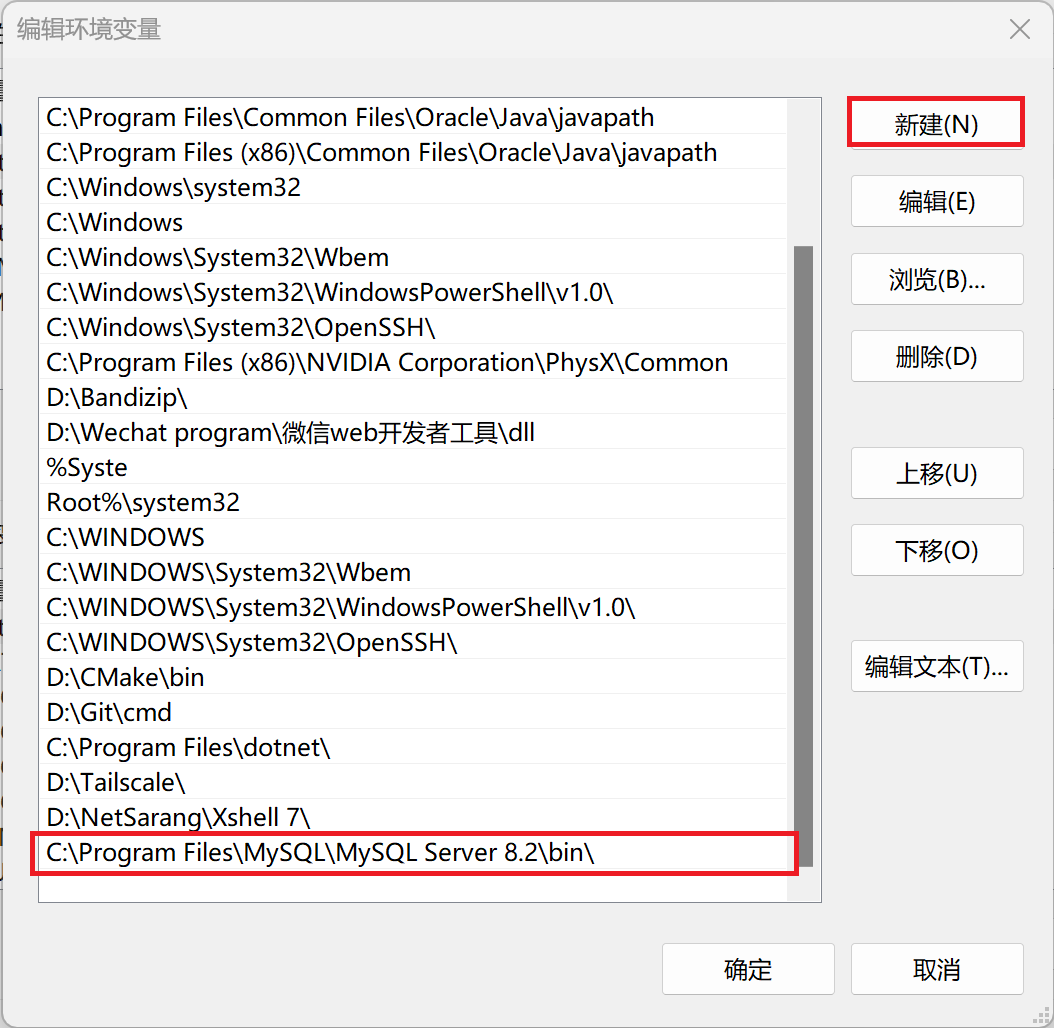 编辑环境变量
C:\Program Files\Common Files\Oracle\Java\javapath
C:\Program Files (x86)\Common Files\Oracle\Java\javapath
C:\Windows\system32
C:\Windows
C:\Windows\System32\Wbem
C:\Windows\System32\WindowsPowerShell\v1.0\
C:\Windows\System32\OpenSSH\
C:\Program Files (x86)\NVIDIA Corporation\PhysX\Common
D:\Bandizip\
D:\Wechat program\微信web开发者工具\dll
%Syste
Root%\system32
C:\WINDOWS
C:\WINDOWS\System32\Wbem
C:\WINDOWS\System32\WindowsPowerShell\v1.0\
C:\WINDOWS\System32\OpenSSH\
D:\CMake\bin
D:\Git\cmd
C:\Program Files\dotnet\
D:\Tailscale\
D:\NetSarang\Xshell 7\
C:\Program Files\MySQL\MySQL Server 8.2\bin\
新建(N)
编辑(E)
浏览(B)...
删除(D)
上移(U)
下移(O)
编辑文本(T)...
确定
取消